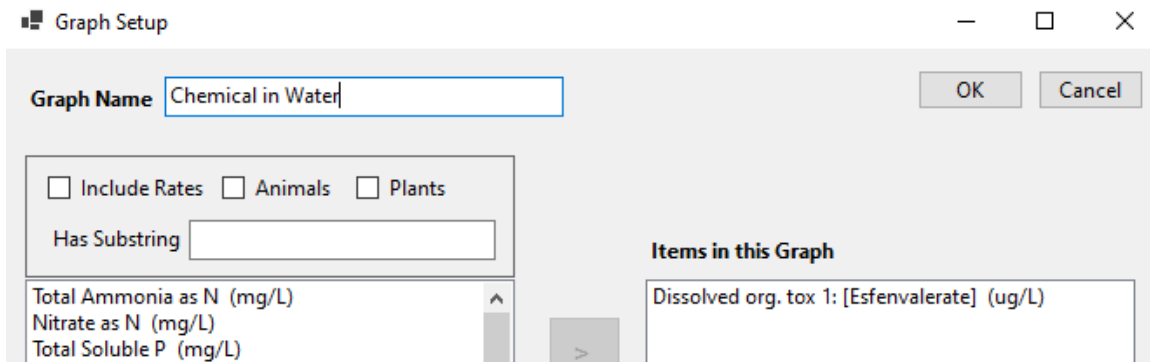 Graph Setup
Graph Name Chemical in Water
OK Cancel
Include Rates Animals Plants
Has Substring
Items in this Graph
Total Ammonia as N (mg/L)
Nitrate as N (mg/L)
Total Soluble P (mg/L)
>
Dissolved org. tox 1: [Esfenvalerate] (ug/L)